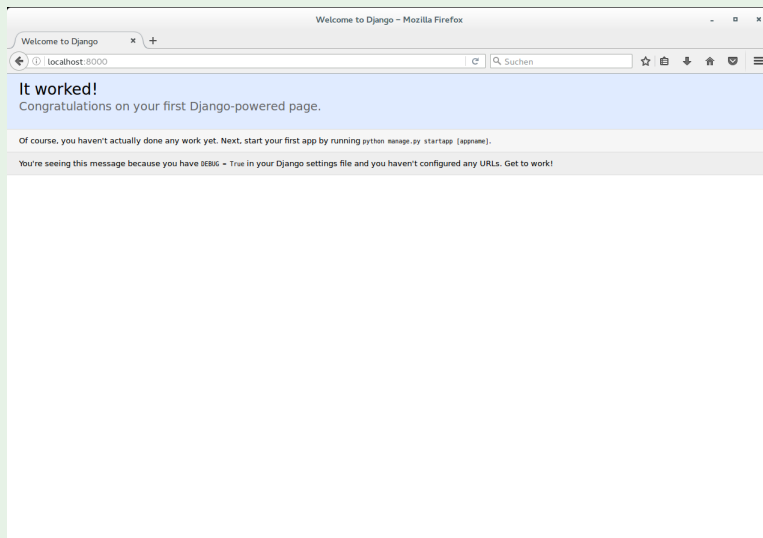 Welcome to Django – Mozilla Firefox
Welcome to Django
localhost:8000
Suchen
It worked!
Congratulations on your first Django-powered page.
Of course, you haven't actually done any work yet. Next, start your first app by running python manage.py startapp [appname].
You're seeing this message because you have DEBUG = True in your Django settings file and you haven't configured any URLs. Get to work!